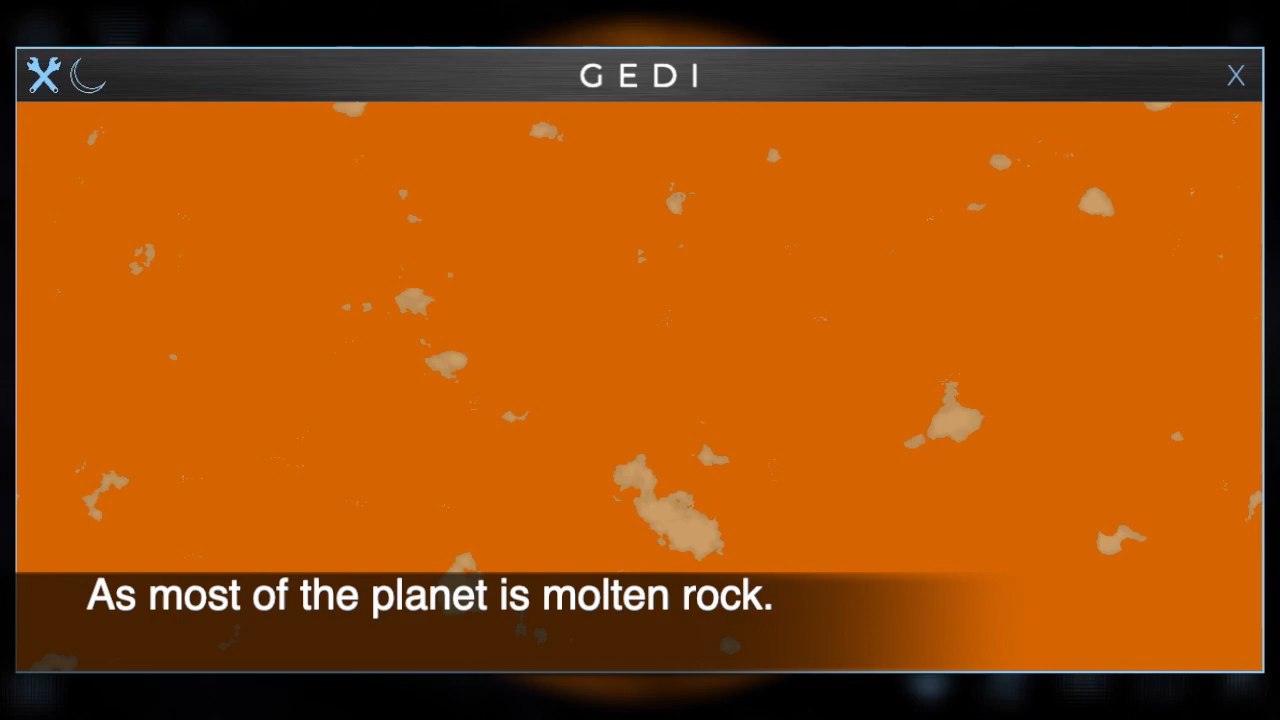 GEDI
X
As most of the planet is molten rock.